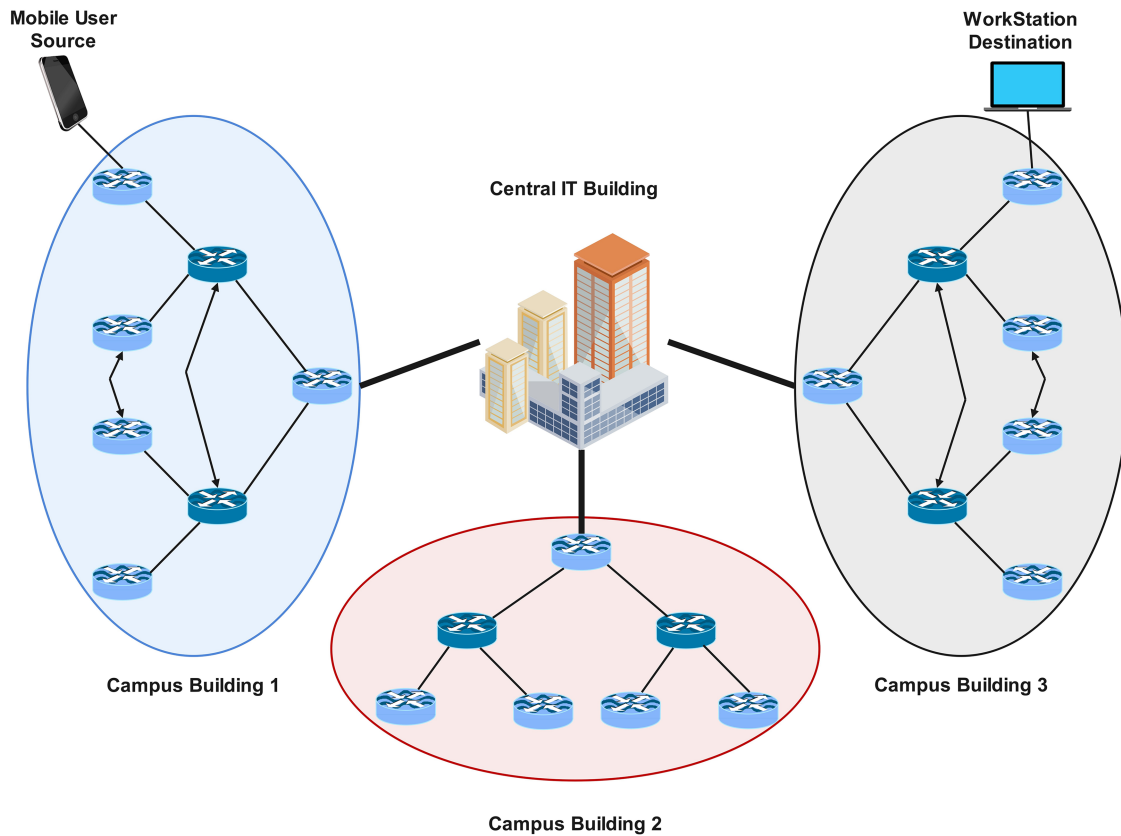 Mobile User
Source
WorkStation
Destination
Central IT Building
Campus Building 1
Campus Building 3
Campus Building 2